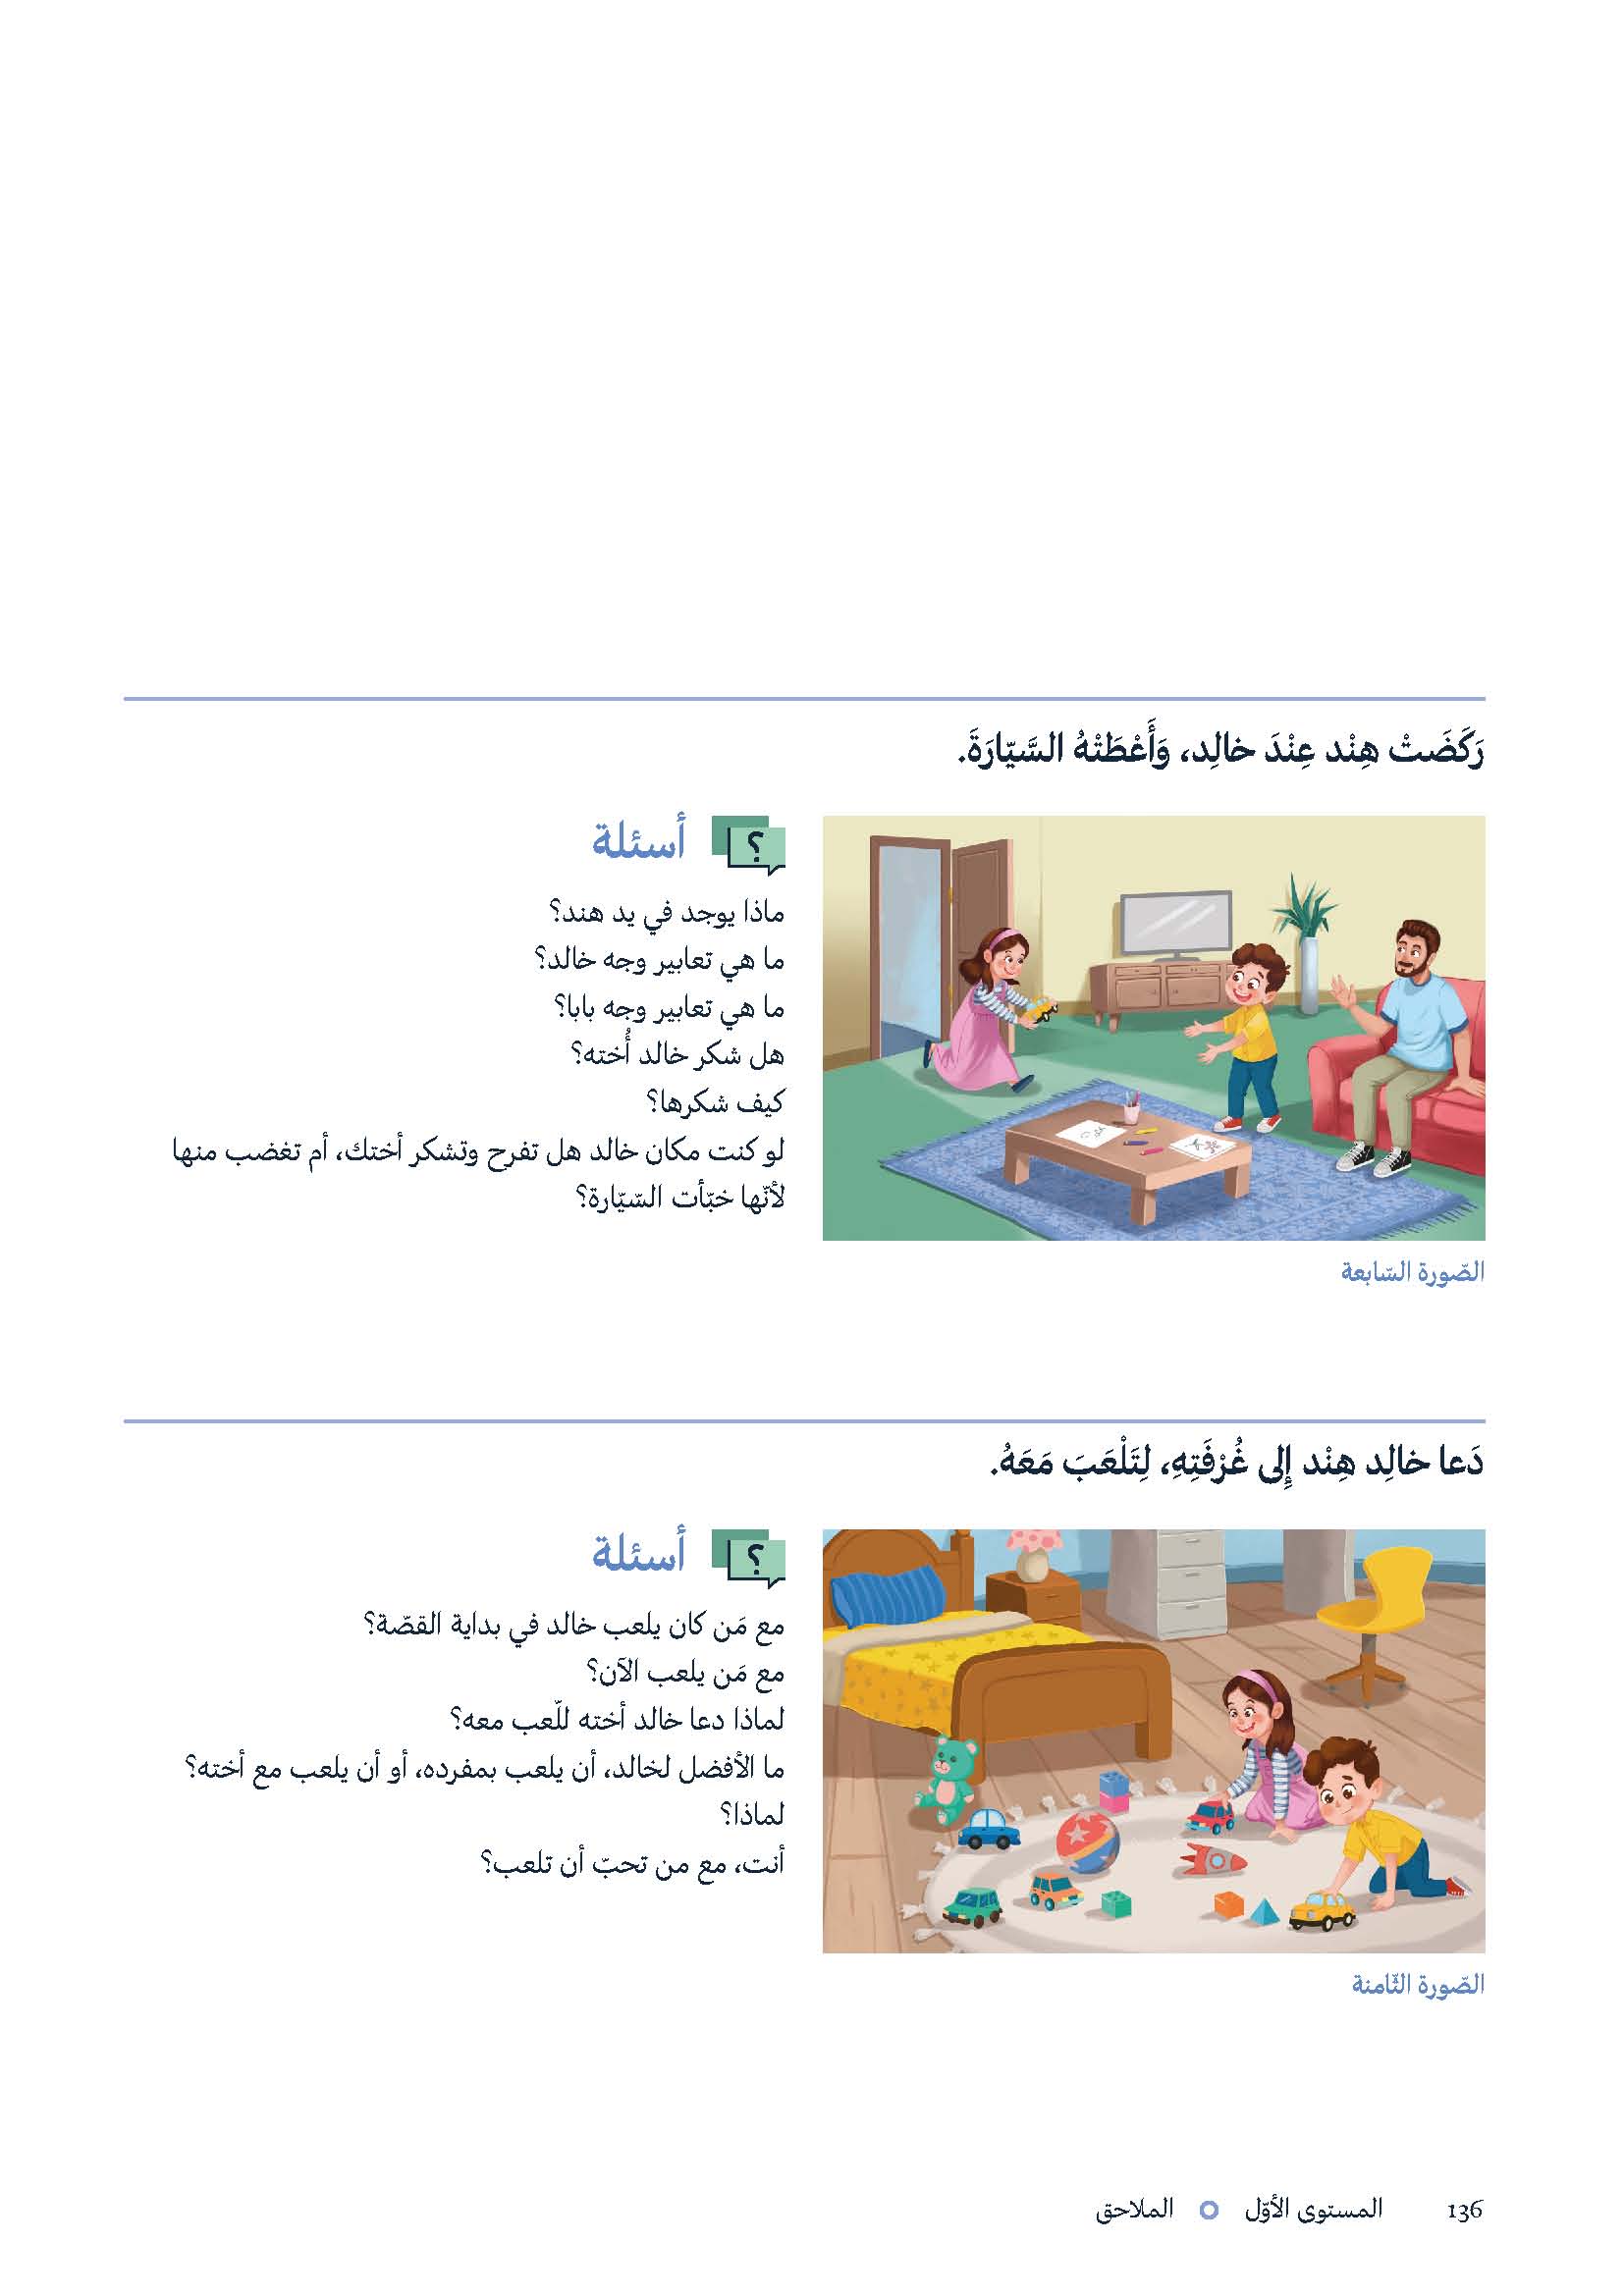 رَكَضَتْ هِنْد عِنْدَ خالِد، وَأَعْطَتْهُ السَّيّارَةَ.
؟ أسئلة
ماذا يوجد في يد هند؟
ما هي تعابير وجه خالد؟
ما هي تعابير وجه بابا؟
هل شكر خالد أُخته؟
كيف شكرها؟
لو كنت مكان خالد هل تفرح وتشكر أختك، أم تغضب منها
لأنّها خبّأت السّيّارة؟
الصّورة السّابعة
دَعا خالِد هِنْد إِلى غُرْفَتِهِ، لِتَلْعَبَ مَعَهُ.
؟ أسئلة
مع مَن كان يلعب خالد في بداية القصّة؟
مع مَن يلعب الآن؟
لماذا دعا خالد أخته للّعب معه؟
ما الأفضل لخالد، أن يلعب بمفرده، أو أن يلعب مع أخته؟
لماذا؟
أنت، مع من تحبّ أن تلعب؟
الصّورة الثّامنة
136 المستوى الأوّل الملاحق